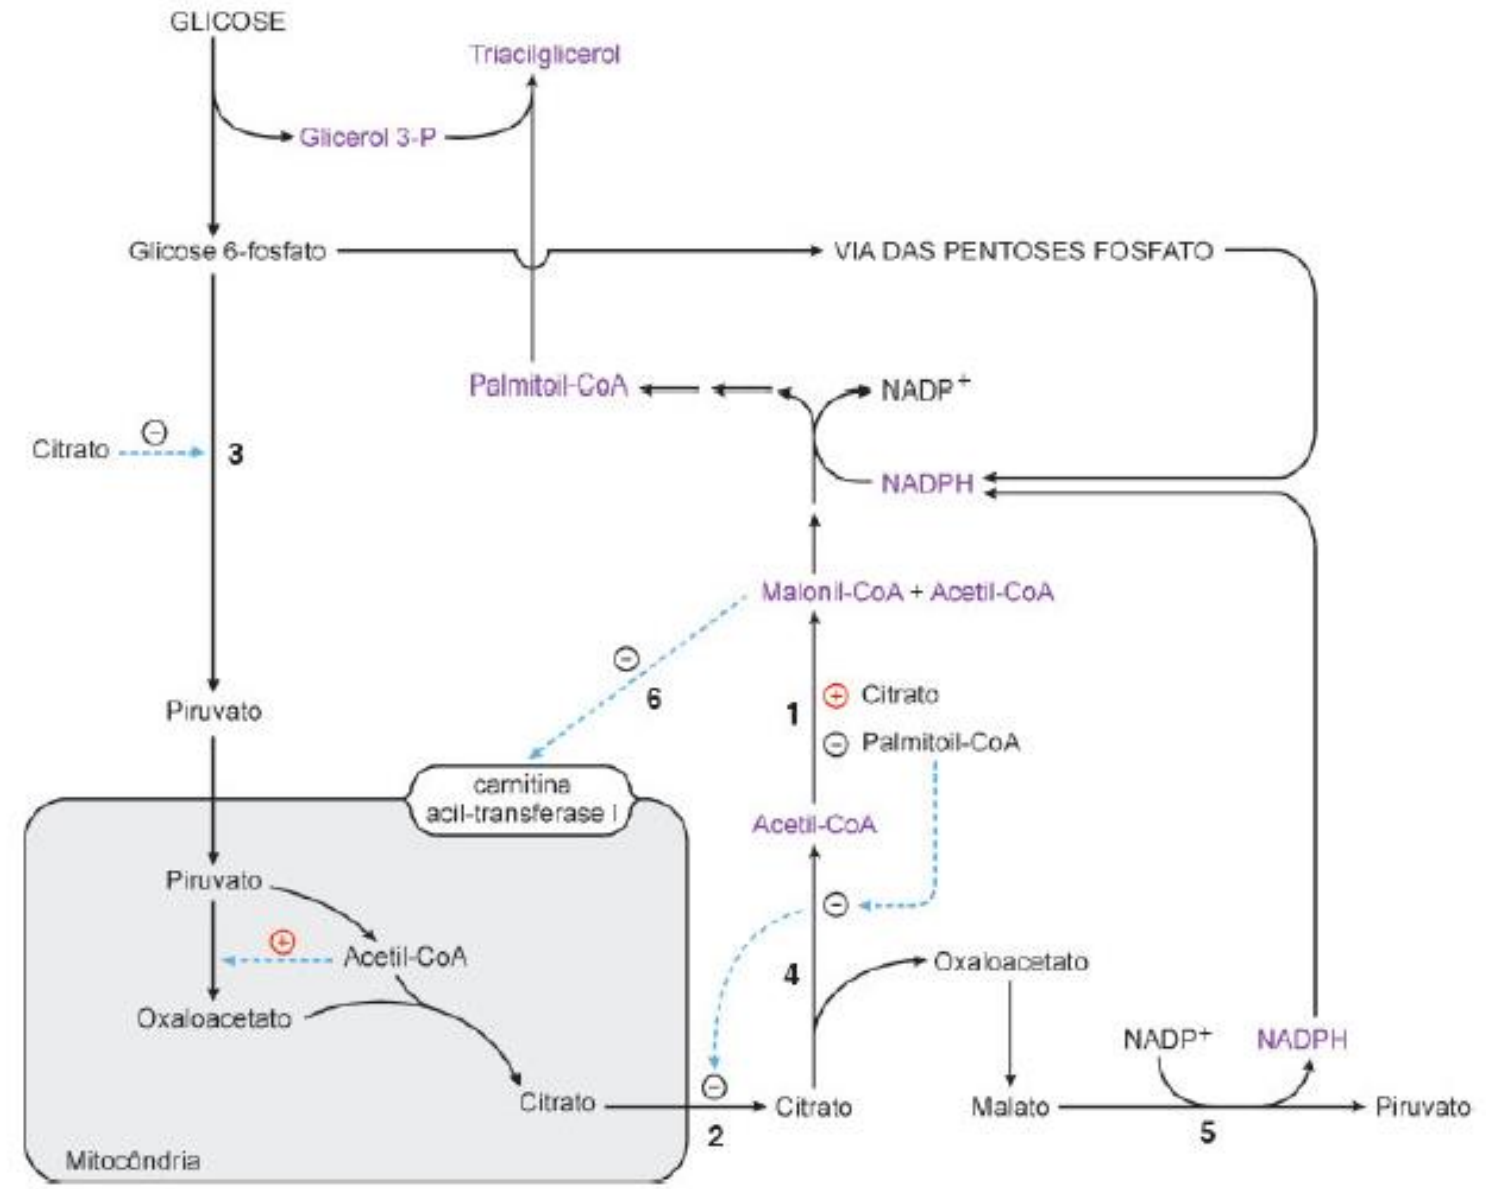 GLICOSE
Triacilglicerol
Glicerol 3-P
Glicose 6-fosfato
VIA DAS PENTOSES FOSFATO
Palmitoil-CoA
NADP+
Citrato
−
3
NADPH
Malonil-CoA + Acetil-CoA
−
6
Piruvato
1
+ Citrato
− Palmitoil-CoA
carnitina
acil-transferase I
Acetil-CoA
Piruvato
−
+
Acetil-CoA
4
Oxaloacetato
Oxaloacetato
NADP+
NADPH
−
Citrato
Citrato
Malato
Piruvato
2
5
Mitocôndria